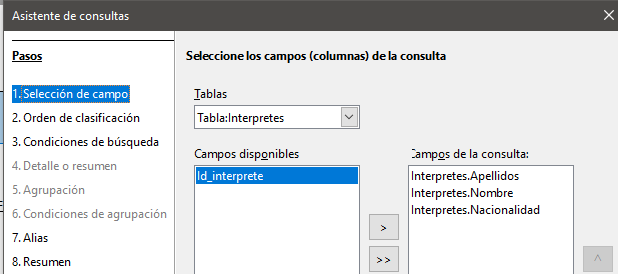 Asistente de consultas
Pasos
1. Selección de campo
2. Orden de clasificación
3. Condiciones de búsqueda
4. Detalle o resumen
5. Agrupación
6. Condiciones de agrupación
7. Alias
8. Resumen
Seleccione los campos (columnas) de la consulta
Tablas
Tabla:Interpretes
Campos disponibles
Id_interprete
>
>>
Campos de la consulta:
Interpretes.Apellidos
Interpretes.Nombre
Interpretes.Nacionalidad